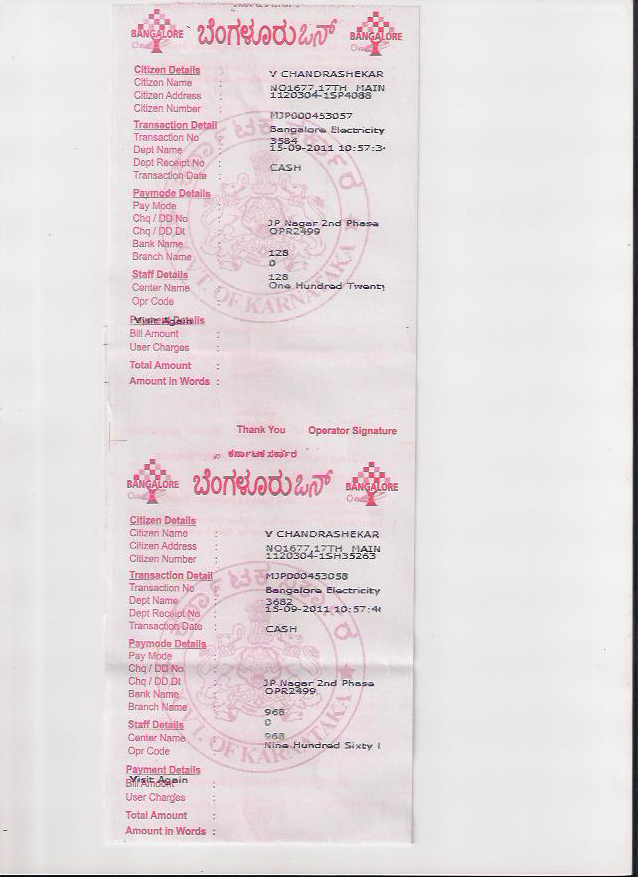 BANGALORE ಬೆಂಗಳೂರು ಒನ್ BANGALORE
Citizen Details
V CHANDRASHEKAR
Citizen Name :
NO1677,17TH MAIN
Citizen Address :
1120304-1SP4088
Citizen Number :
MJP000453057
Transaction Detail
Bangalore Electricity
Transaction No :
3584
Dept Name :
15-09-2011 10:57:3
Dept Receipt No :
CASH
Transaction Date :
Paymode Details
Pay Mode :
Chq / DD No :
JP Nagar 2nd Phase
Chq / DD Dt :
OPR2499
Bank Name :
Branch Name :
128
0
Staff Details
128
Center Name :
One Hundred Twenty
Opr Code :
Payment Details
Visit Again
Bill Amount :
User Charges :
Total Amount :
Amount in Words :
GOVT. OF KARNATAKA
Thank You Operator Signature
ಕರ್ನಾಟಕ ಸರ್ಕಾರ
BANGALORE ಬೆಂಗಳೂರು ಒನ್ BANGALORE
Citizen Details
Citizen Name : V CHANDRASHEKAR
Citizen Address : NO1677,17TH MAIN
Citizen Number : 1120304-1SH35263
Transaction Detail MJP000453058
Transaction No : Bangalore Electricity
Dept Name : 3682
Dept Receipt No : 15-09-2011 10:57:4
Transaction Date : CASH
Paymode Details
Pay Mode :
Chq / DD No :
Chq / DD Dt : JP Nagar 2nd Phase
Bank Name : OPR2499
Branch Name : 968
Staff Details 0
Center Name : 968
Opr Code : Nine Hundred Sixty
Payment Details
Visit Again
Bill Amount :
User Charges :
Total Amount :
Amount in Words :
GOVT. OF KARNATAKA